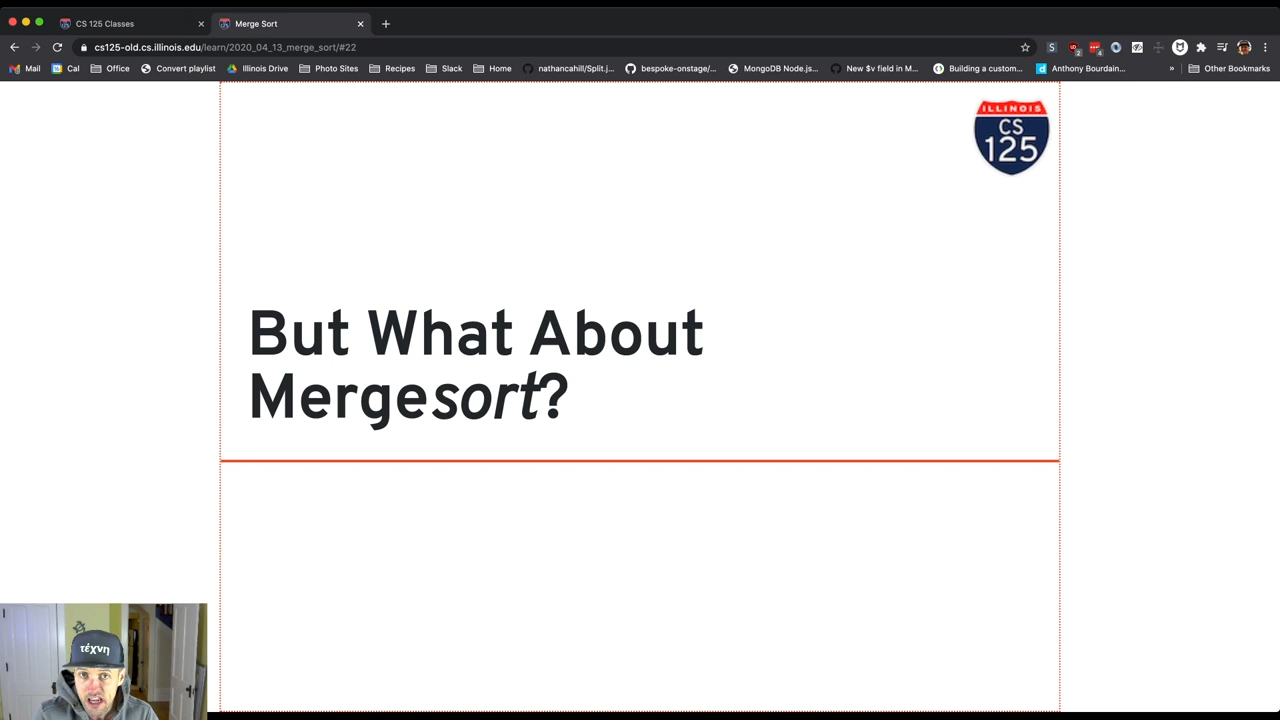 CS 125 Classes
Merge Sort
cs125-old.cs.illinois.edu/learn/2020_04_13_merge_sort/#22
Mail
Cal
Office
Convert playlist
Illinois Drive
Photo Sites
Recipes
Slack
Home
nathancahill/Split.j...
bespoke-onstage/...
MongoDB Node.js...
New $v field in M...
Building a custom...
Anthony Bourdain...
»
Other Bookmarks
ILLINOIS
CS
125
But What About
Mergesort?
τέχνη